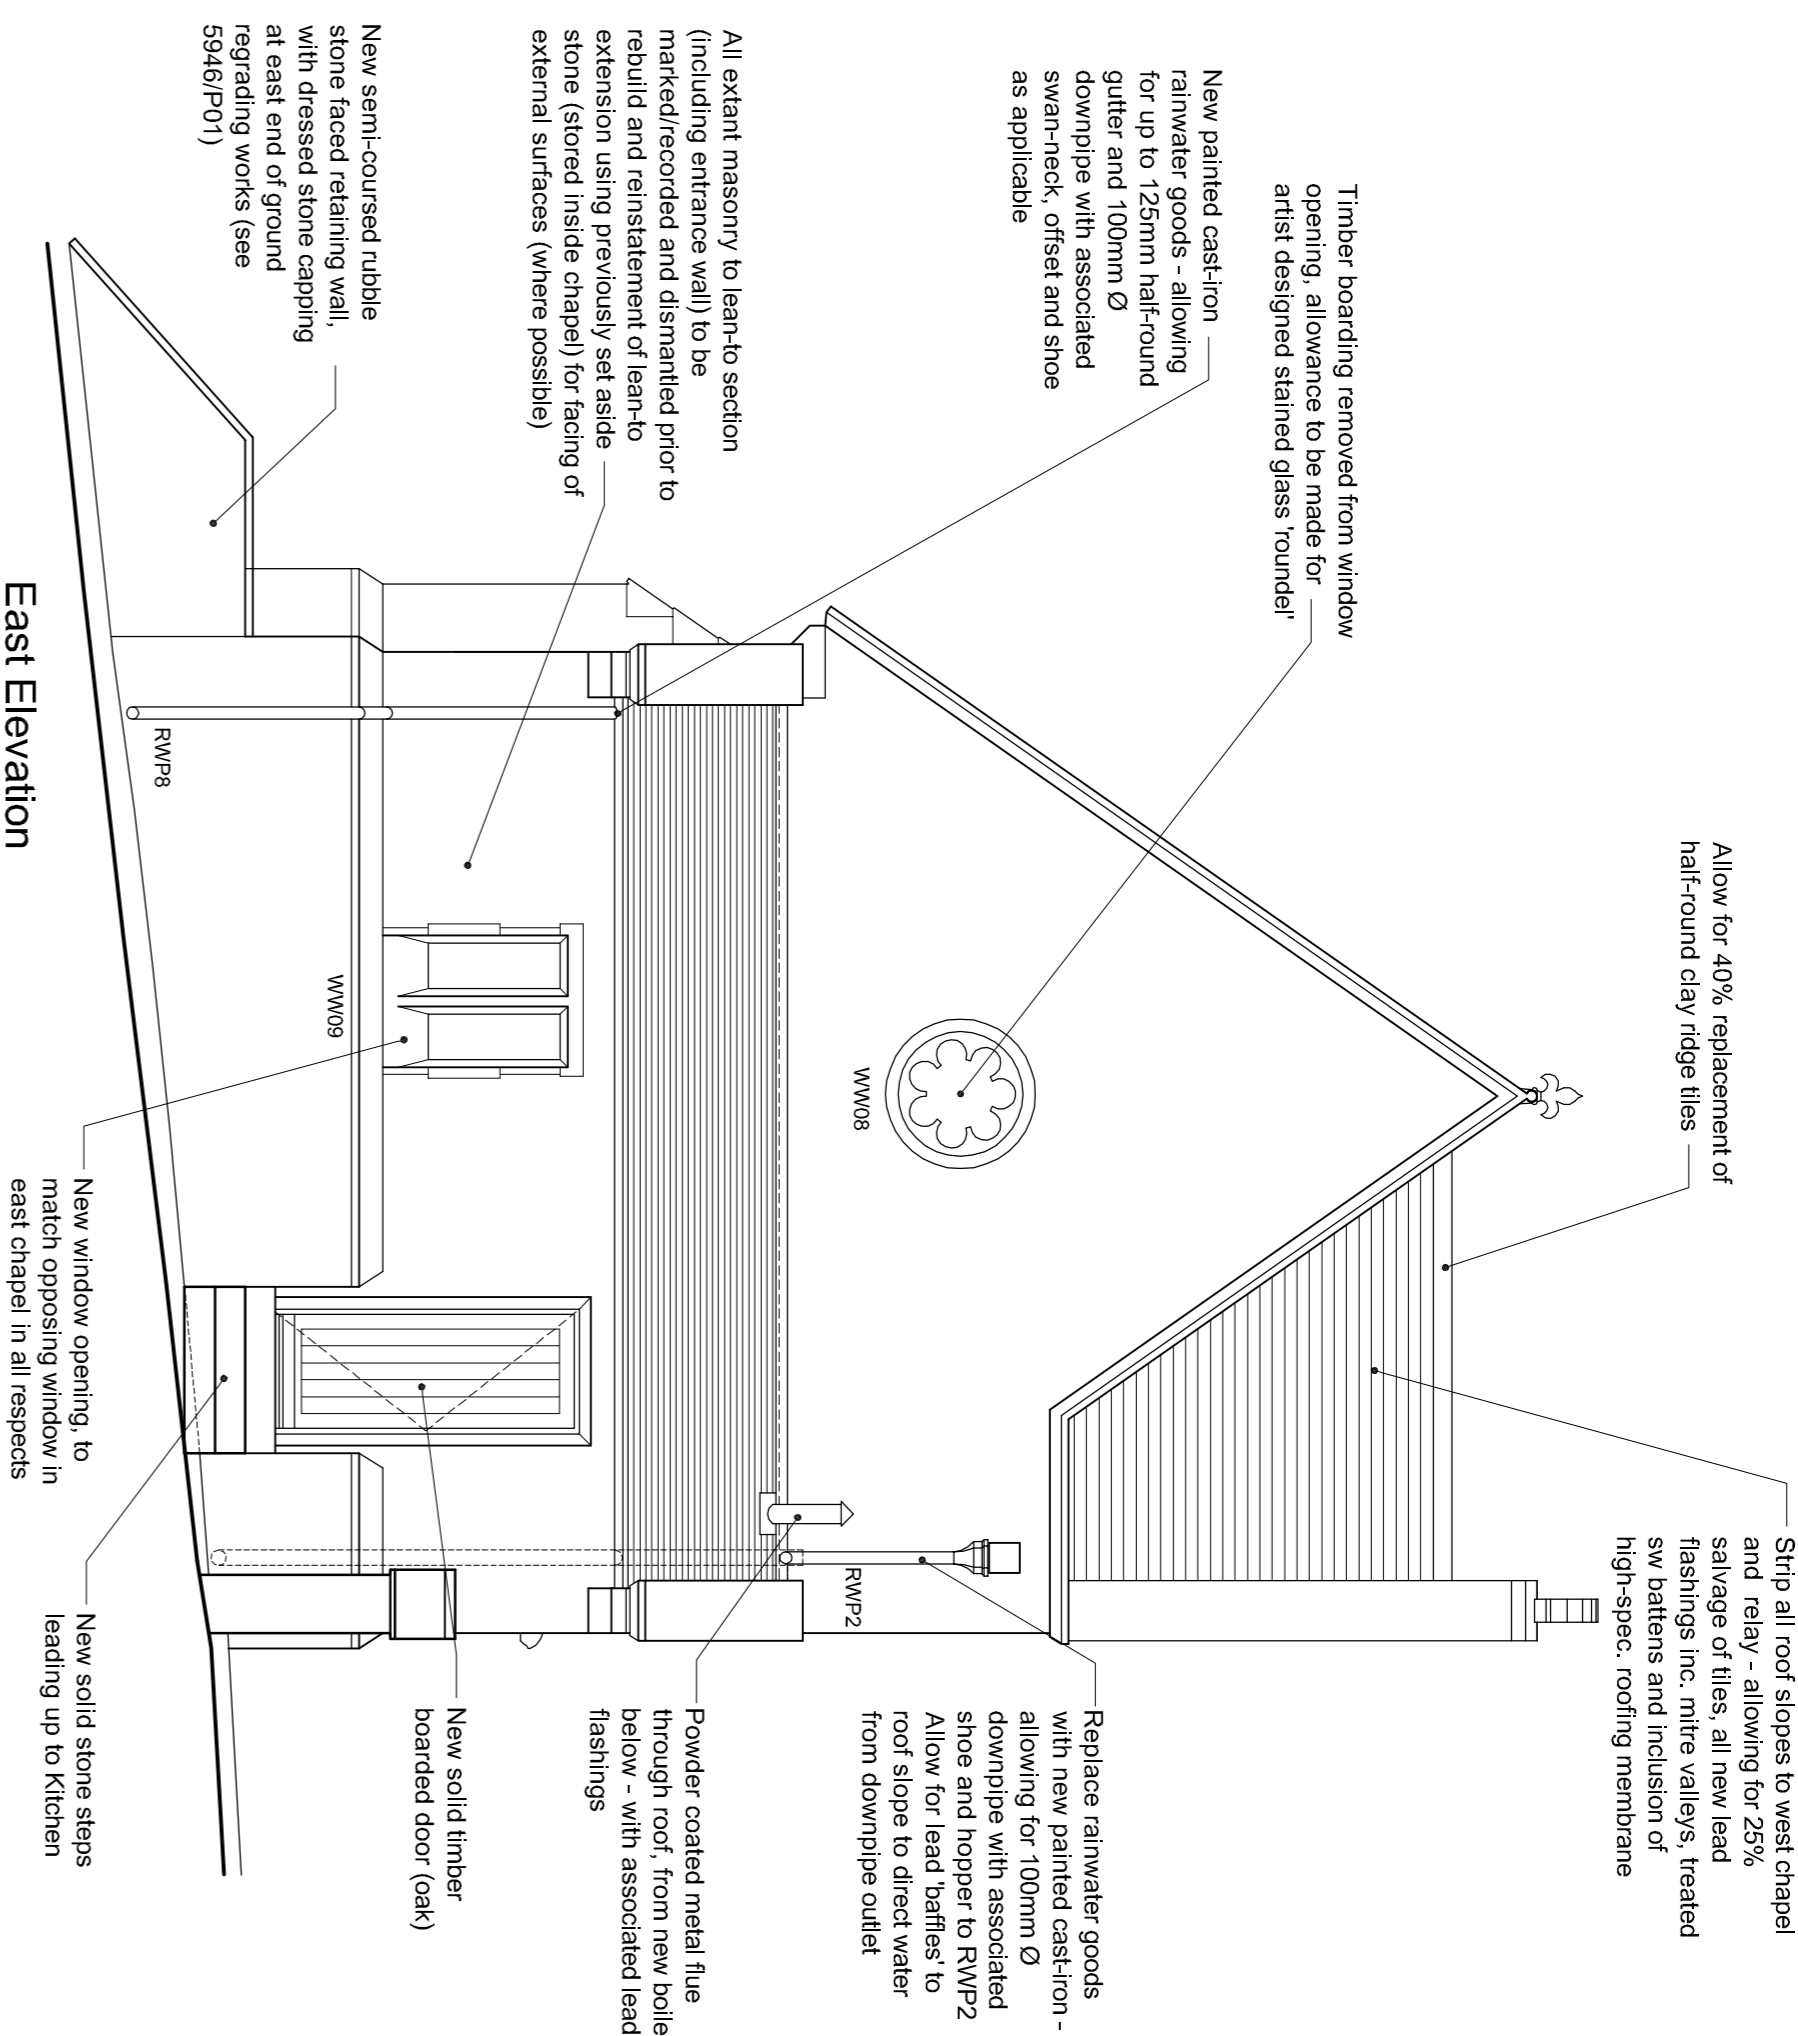 Allow for 40% replacement of
half-round clay ridge tiles
Strip all roof slopes to west chapel
and relay - allowing for 25%
salvage of tiles, all new lead
flashings inc. mitre valleys, treated
sw battens and inclusion of
high-spec. roofing membrane
Timber boarding removed from window
opening, allowance to be made for
artist designed stained glass 'roundel'
New painted cast-iron
rainwater goods - allowing
for up to 125mm half-round
gutter and 100mm Ø
downpipe with associated
swan-neck, offset and shoe
as applicable
WW08
Replace rainwater goods
with new painted cast-iron -
allowing for 100mm Ø
downpipe with associated
shoe and hopper to RWP2
Allow for lead 'baffles' to
roof slope to direct water
from downpipe outlet
RWP2
All extant masonry to lean-to section
(including entrance wall) to be
marked/recorded and dismantled prior to
rebuild and reinstatement of lean-to
extension using previously set aside
stone (stored inside chapel) for facing of
external surfaces (where possible)
Powder coated metal flue
through roof, from new boile
below - with associated lead
flashings
New solid timber
boarded door (oak)
New semi-coursed rubble
stone faced retaining wall,
with dressed stone capping
at east end of ground
regrading works (see
5946/P01)
WW09
RWP8
New window opening, to
match opposing window in
east chapel in all respects
New solid stone steps
leading up to Kitchen
East Elevation